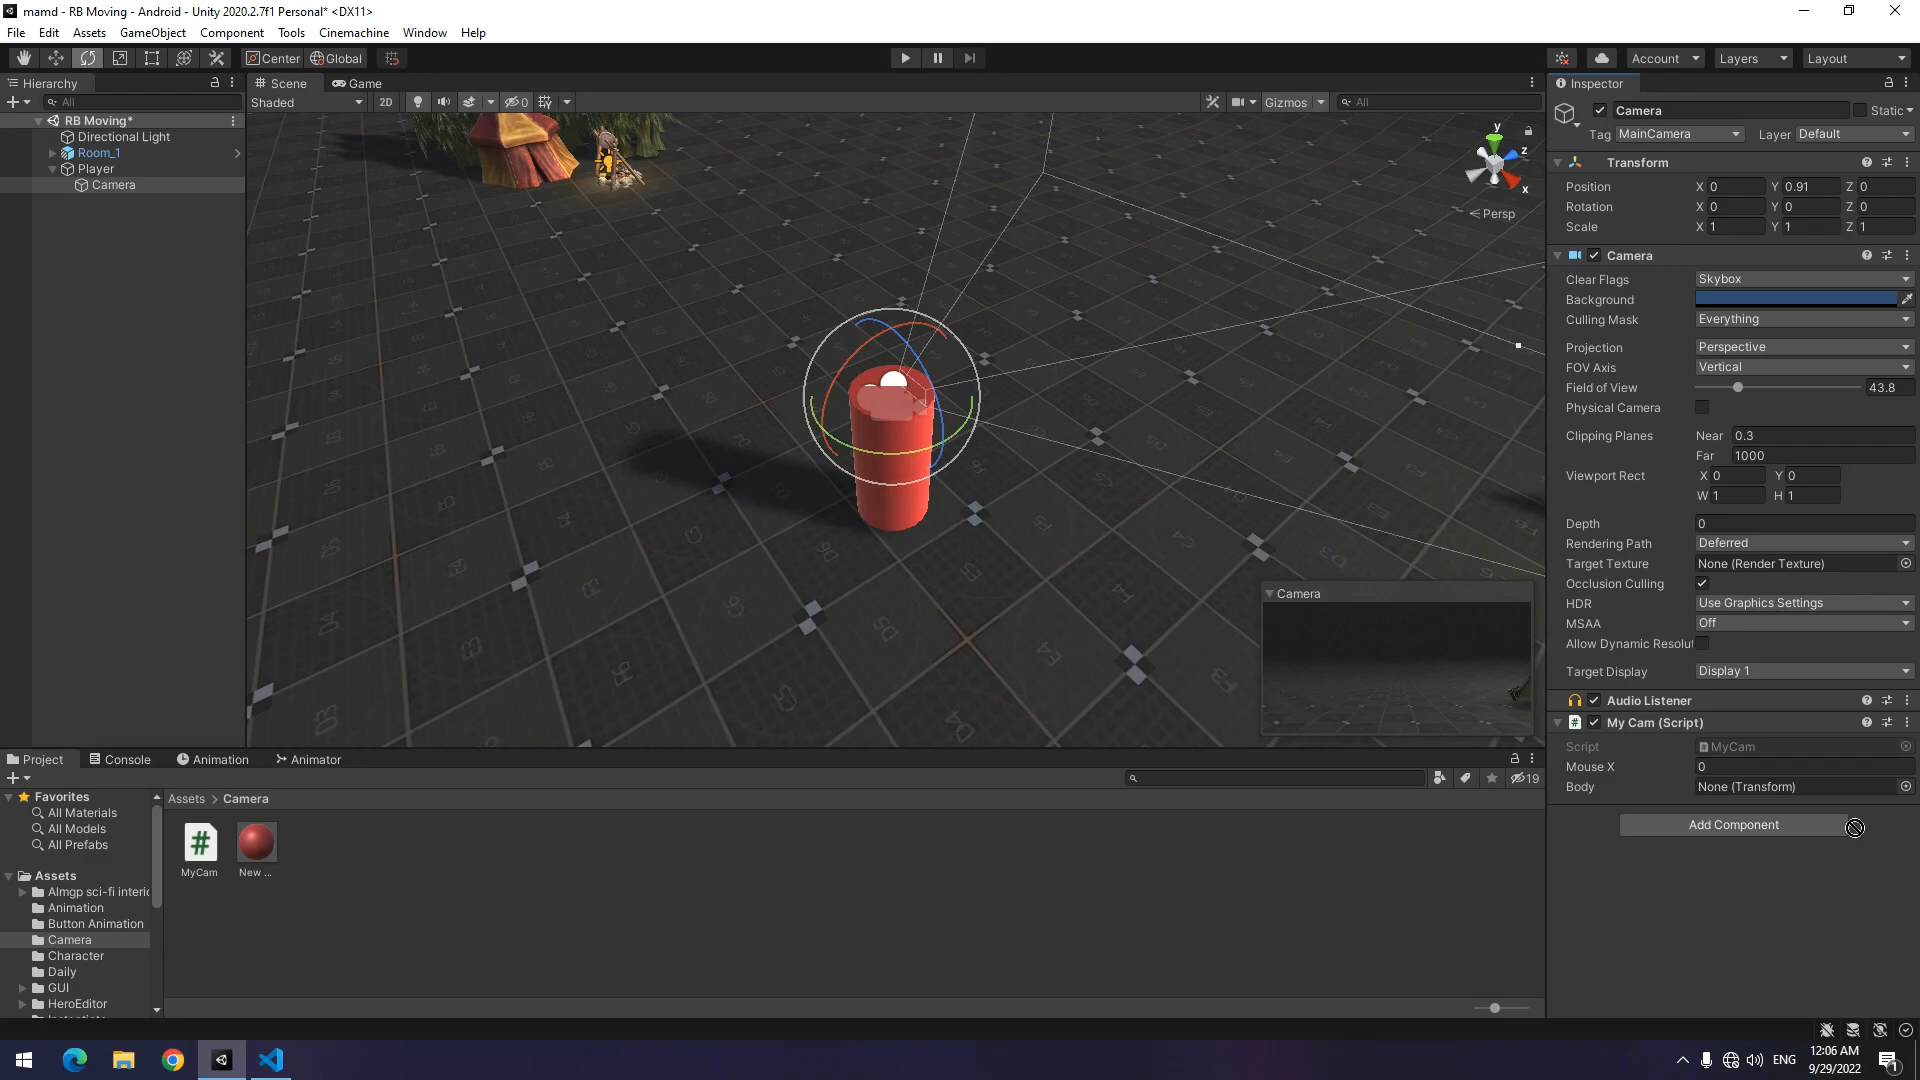 mamd - RB Moving - Android - Unity 2020.2.7f1 Personal* <DX11>
File Edit Assets GameObject Component Tools Cinemachine Window Help
Center Global
Account Layers Layout
Hierarchy
All
RB Moving*
Directional Light
Room_1
Player
Camera
Scene Game
Shaded 2D 0 Gizmos All
y
z
x
Persp
Camera
Inspector
Camera Static
Tag MainCamera Layer Default
Transform
Position X 0 Y 0.91 Z 0
Rotation X 0 Y 0 Z 0
Scale X 1 Y 1 Z 1
Camera
Clear Flags Skybox
Background
Culling Mask Everything
Projection Perspective
FOV Axis Vertical
Field of View 43.8
Physical Camera
Clipping Planes Near 0.3
Far 1000
Viewport Rect X 0 Y 0
W 1 H 1
Depth 0
Rendering Path Deferred
Target Texture None (Render Texture)
Occlusion Culling
HDR Use Graphics Settings
MSAA Off
Allow Dynamic Resolut
Target Display Display 1
Audio Listener
# My Cam (Script)
Script MyCam
Mouse X 0
Body None (Transform)
Add Component
Project Console Animation Animator
19
Favorites
All Materials
All Models
All Prefabs
Assets
Almgp sci-fi interic
Animation
Button Animation
Camera
Character
Daily
GUI
HeroEditor
Assets > Camera
#
MyCam New ...
ENG
12:06 AM
9/29/2022
1